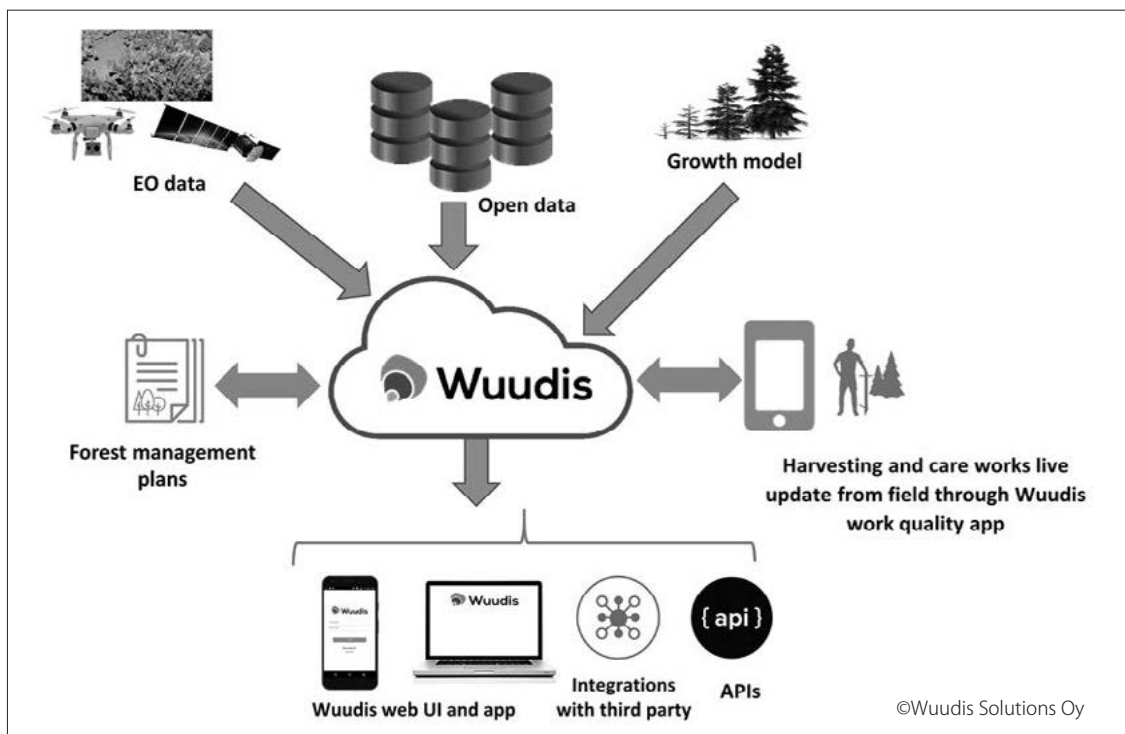 EO data
Open data
Growth model
Wuudis
Forest management
plans
Harvesting and care works live
update from field through Wuudis
work quality app
Wuudis
Wuudis
{api}
Wuudis web UI and app
Integrations
with third party
APIs
©Wuudis Solutions Oy